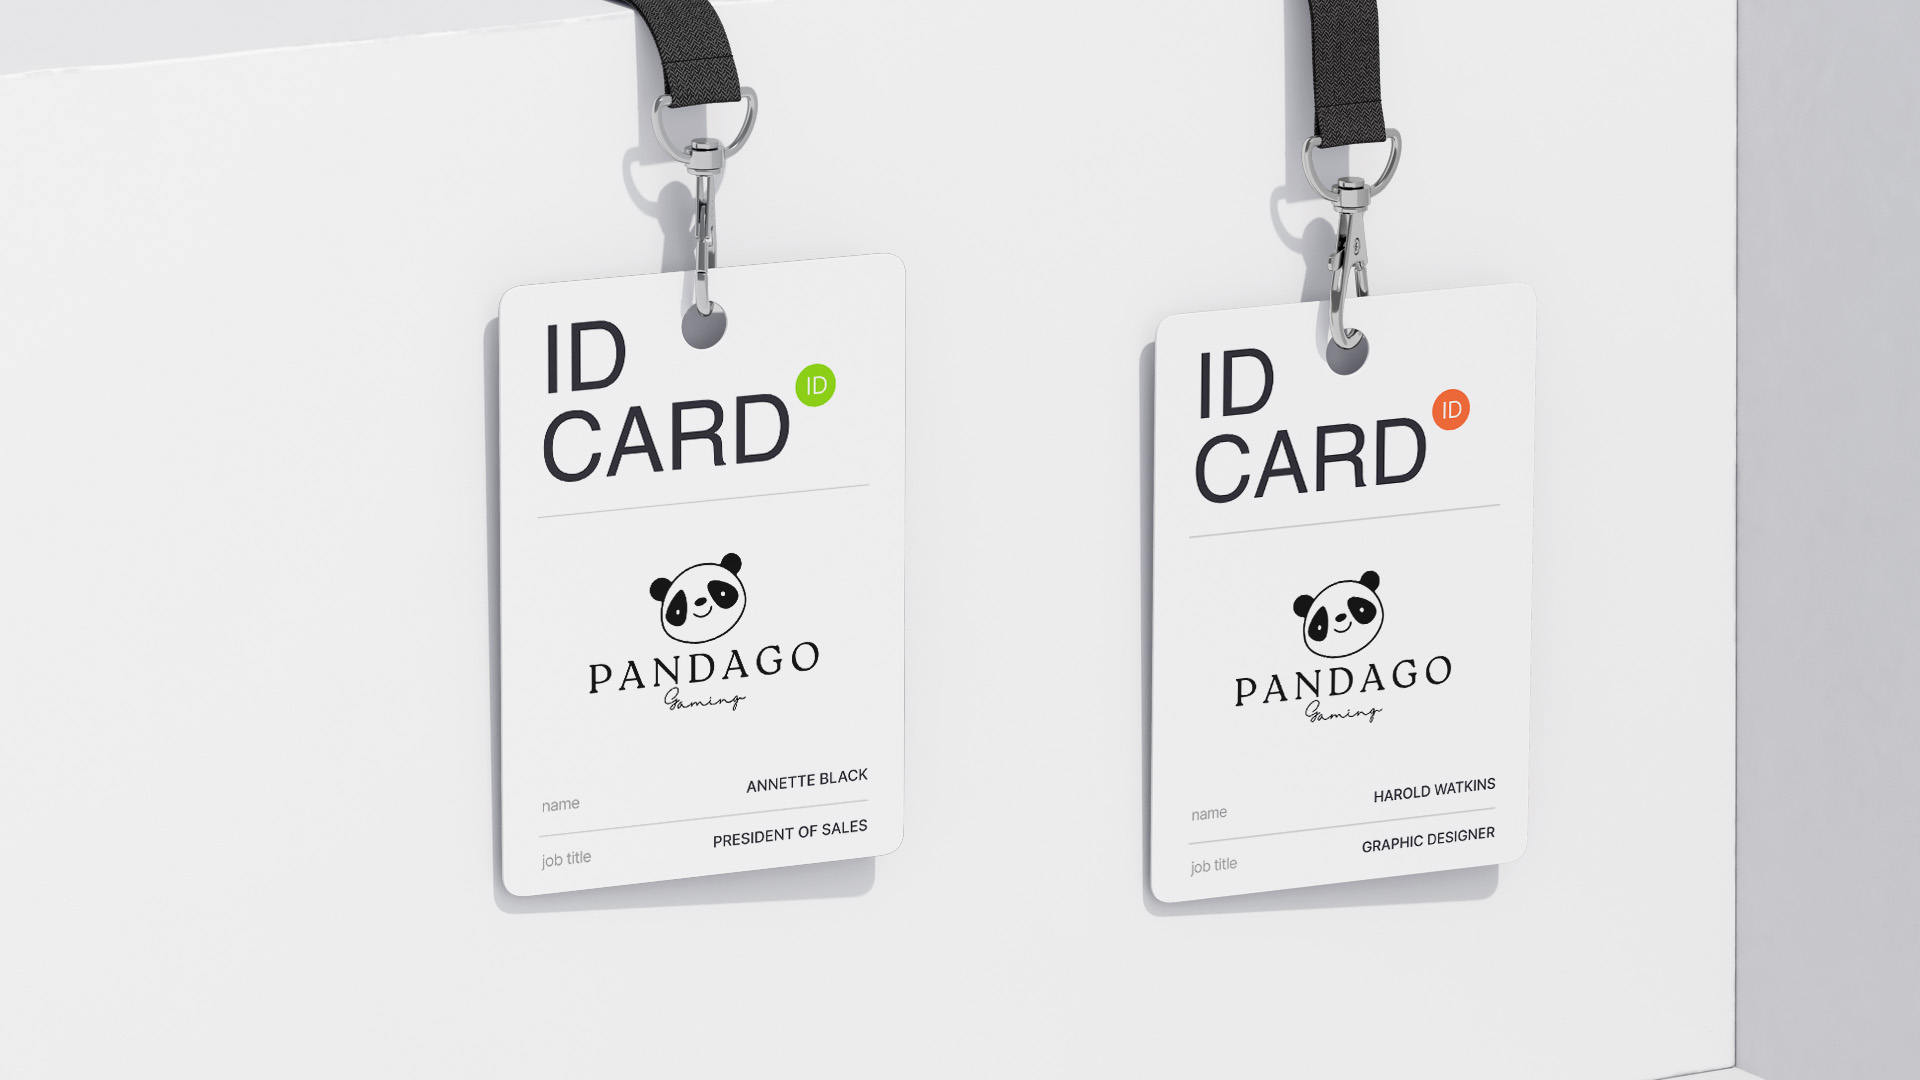 ID
CARD
ID
PANDAGO
Gaming
name
ANNETTE BLACK
job title
PRESIDENT OF SALES
ID
CARD
ID
PANDAGO
Gaming
name
HAROLD WATKINS
job title
GRAPHIC DESIGNER